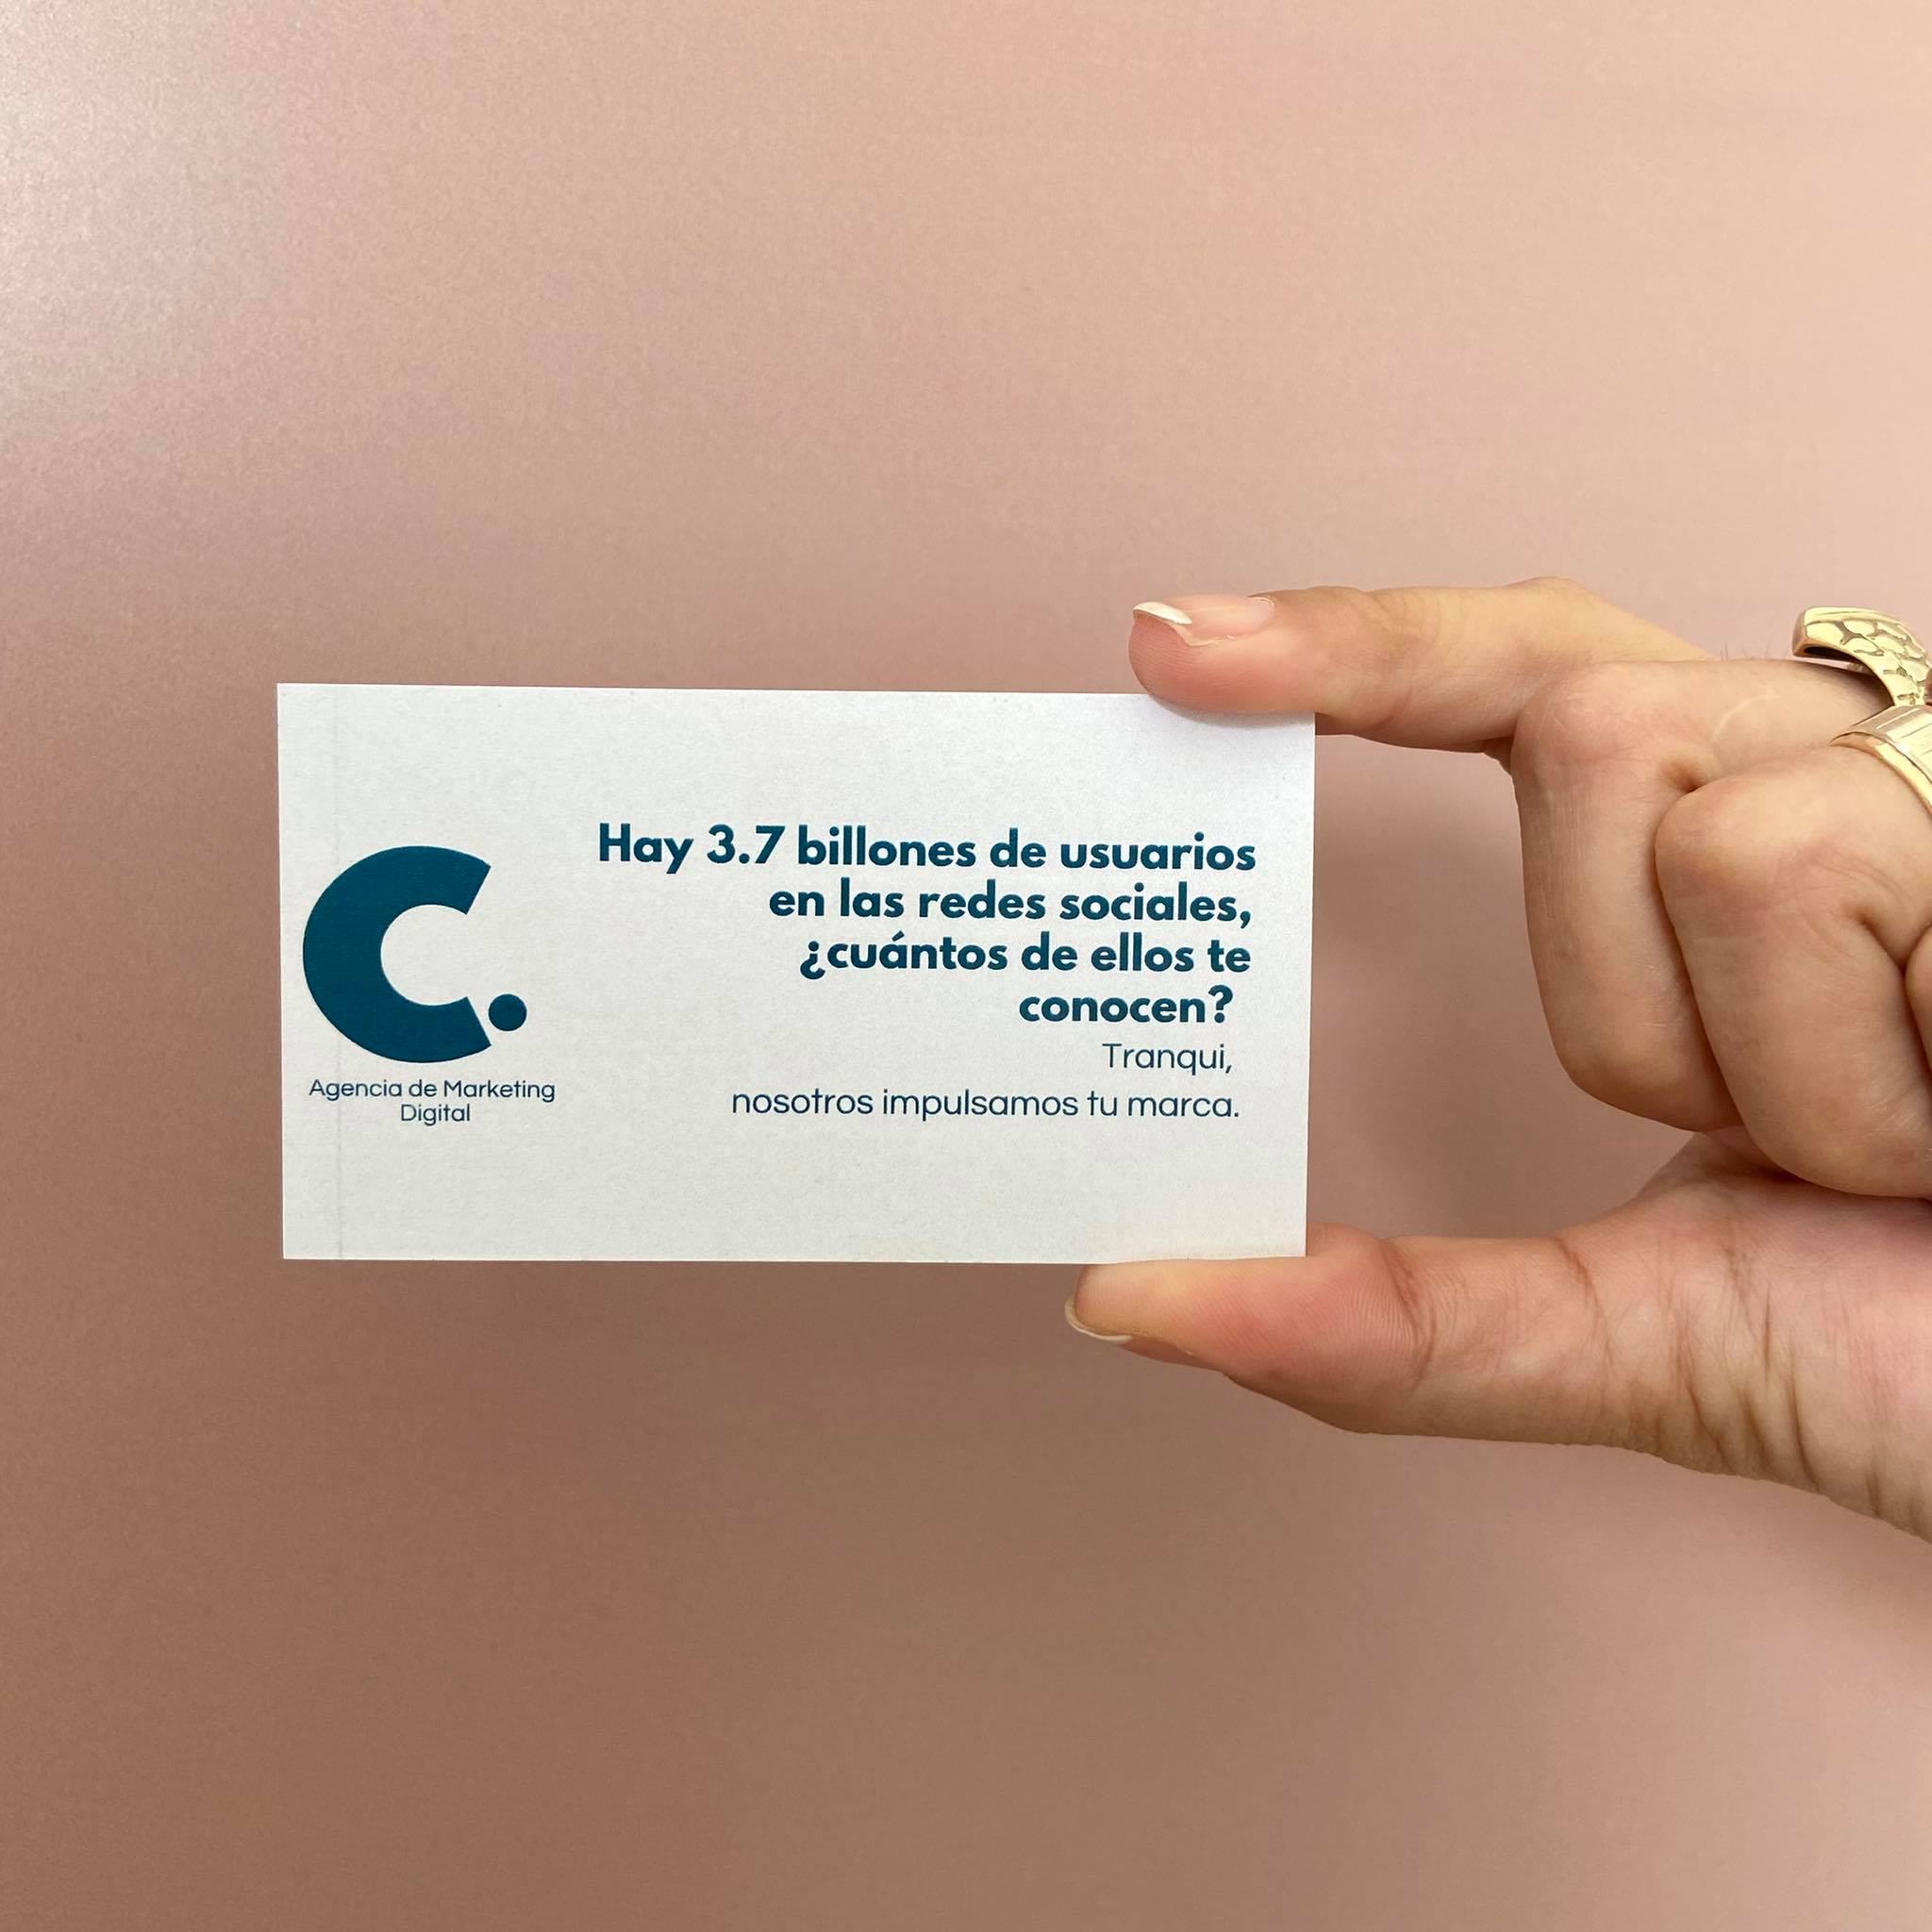 C.
Agencia de Marketing
Digital
Hay 3.7 billones de usuarios
en las redes sociales,
¿cuántos de ellos te
conocen?
Tranqui,
nosotros impulsamos tu marca.